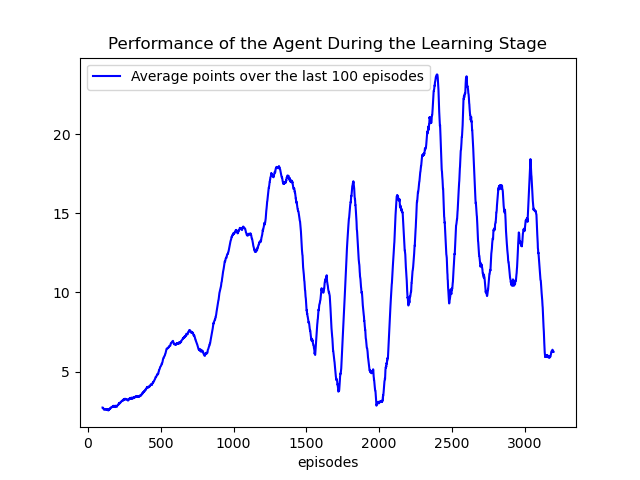 Performance of the Agent During the Learning Stage
Average points over the last 100 episodes
20
15
10
5
0 500 1000 1500 2000 2500 3000
episodes